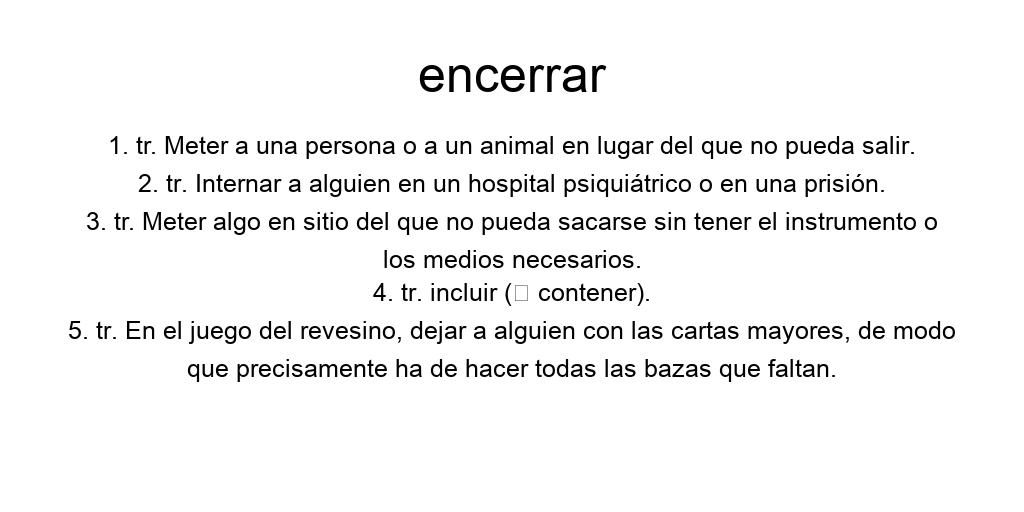 encerrar
1. tr. Meter a una persona o a un animal en lugar del que no pueda salir.
2. tr. Internar a alguien en un hospital psiquiátrico o en una prisión.
3. tr. Meter algo en sitio del que no pueda sacarse sin tener el instrumento o
los medios necesarios.
4. tr. incluir (□ contener).
5. tr. En el juego del revesino, dejar a alguien con las cartas mayores, de modo
que precisamente ha de hacer todas las bazas que faltan.